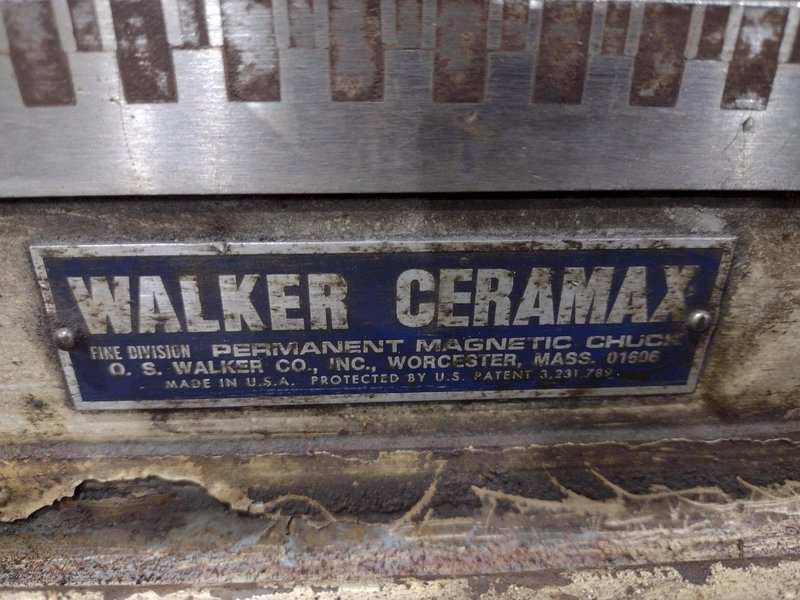 WALKER CERAMAX
FINE DIVISION PERMANENT MAGNETIC CHUCK
O. S. WALKER CO., INC., WORCESTER, MASS. 01606
MADE IN U.S.A. PROTECTED BY U.S. PATENT 3,231,789